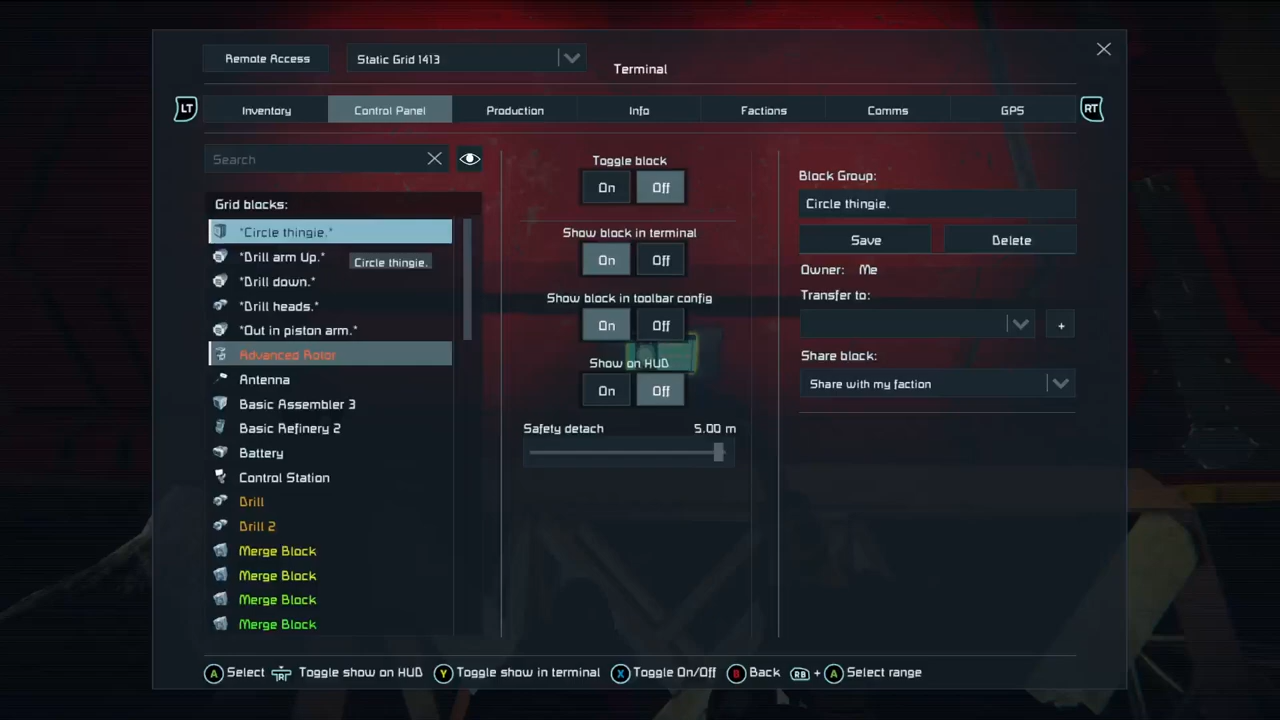 Remote Access
Static Grid 1413
Terminal
LT
Inventory
Control Panel
Production
Info
Factions
Comms
GPS
RT
Search
Grid blocks:
*Circle thingie.*
*Drill arm Up.*
Circle thingie.
*Drill down.*
*Drill heads.*
*Out in piston arm.*
Advanced Rotor
Antenna
Basic Assembler 3
Basic Refinery 2
Battery
Control Station
Drill
Drill 2
Merge Block
Merge Block
Merge Block
Merge Block
Toggle block
On Off
Show block in terminal
On Off
Show block in toolbar config
On Off
Show on HUD
On Off
Safety detach 5.00 m
Block Group:
Circle thingie.
Save Delete
Owner: Me
Transfer to:
+
Share block:
Share with my faction
A Select Toggle show on HUD Y Toggle show in terminal X Toggle On/Off B Back RB + A Select range